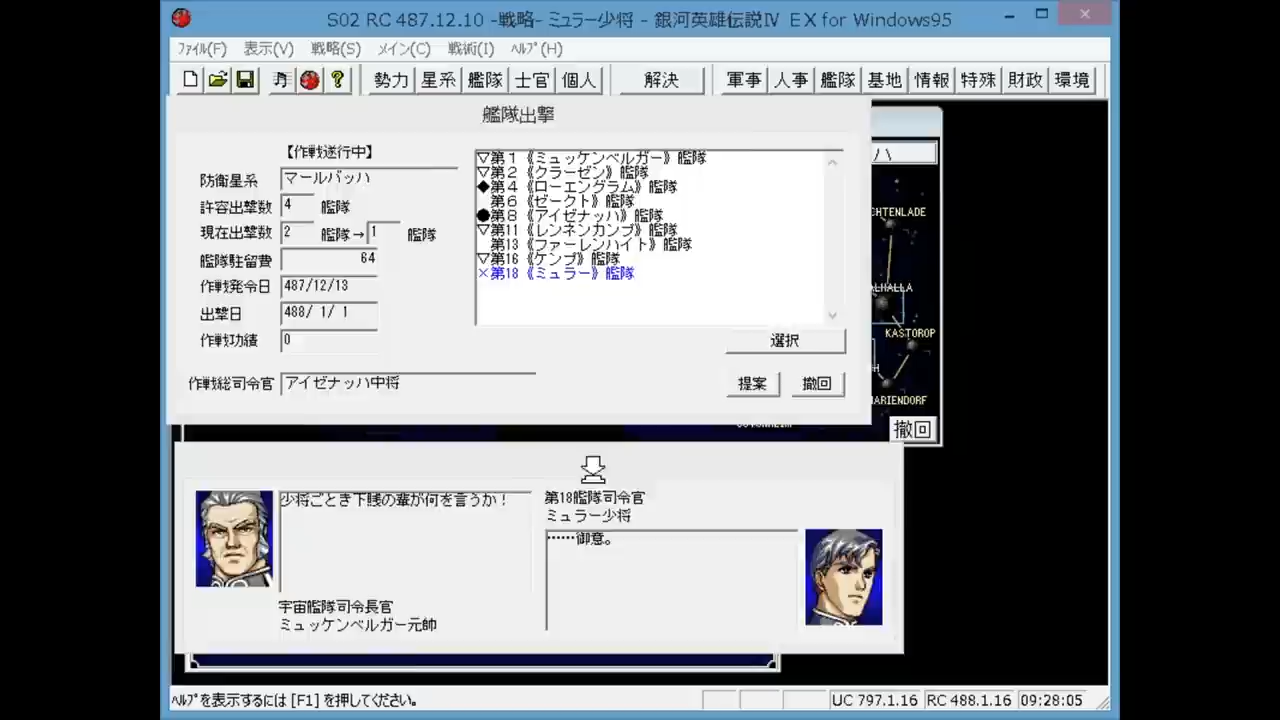 S02 RC 487.12.10 -戦略- ミュラー少将 - 銀河英雄伝説Ⅳ ＥＸ for Windows95
ﾌｧｲﾙ(F) 表示(V) 戦略(S) メイン(C) 戦術(I) ﾍﾙﾌﾟ(H)
勢力 星系 艦隊 士官 個人 解決 軍事 人事 艦隊 基地 情報 特殊 財政 環境
艦隊出撃
【作戦遂行中】
防衛星系 マールバッハ
許容出撃数 4 艦隊
現在出撃数 2 艦隊→1 艦隊
艦隊駐留費 64
作戦発令日 487/12/13
出撃日 488/ 1/ 1
作戦功績 0
作戦総司令官 アイゼナッハ中将
▽第１《ミュッケンベルガー》艦隊
▽第２《クラーゼン》艦隊
◆第４《ローエングラム》艦隊
第６《ゼークト》艦隊
●第８《アイゼナッハ》艦隊
▽第11《レンネンカンプ》艦隊
第13《ファーレンハイト》艦隊
▽第16《ケンプ》艦隊
×第18《ミュラー》艦隊
選択
提案 撤回
ハ
CHTENLADE
ALHALLA
KASTOROP
H
MARIENDORF
撤回
少将ごとき下賎の輩が何を言うか！
宇宙艦隊司令長官
ミュッケンベルガー元帥
第18艦隊司令官
ミュラー少将
……御意。
ﾍﾙﾌﾟを表示するには [F1] を押してください。
UC 797.1.16 RC 488.1.16 09:28:05